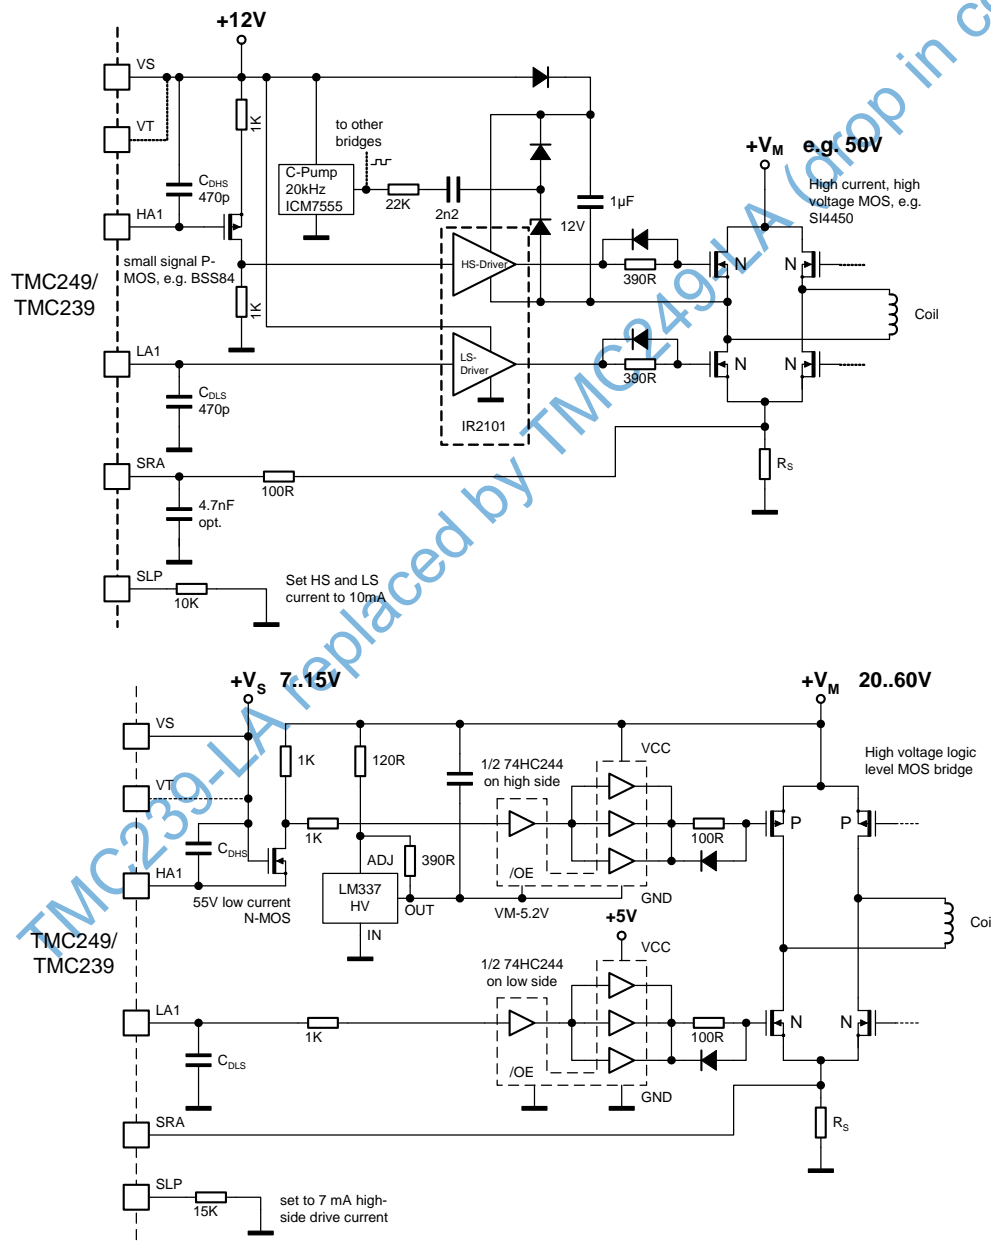 +12V
VS
VT
1K
to other
bridges
C-Pump
20kHz
ICM7555
22K
2n2
12V
1µF
+VM e.g. 50V
High current, high
voltage MOS, e.g.
SI4450
CDHS
470p
HA1
small signal P-
MOS, e.g. BSS84
TMC249/
TMC239
1K
HS-Driver
390R
N
N
Coil
LA1
LS-
Driver
390R
N
N
CDLS
470p
IR2101
SRA
100R
RS
4.7nF
opt.
SLP
10K
Set HS and LS
current to 10mA
+VS 7..15V
+VM 20..60V
VS
VT
1K
120R
1/2 74HC244
on high side
VCC
High voltage logic
level MOS bridge
CDHS
1K
ADJ
390R
/OE
100R
P
P
HA1
55V low current
N-MOS
LM337
HV
OUT
IN
VM-5.2V
GND
+5V
TMC249/
TMC239
1/2 74HC244
on low side
VCC
Coi
LA1
1K
100R
N
N
CDLS
/OE
GND
SRA
RS
SLP
15K
set to 7 mA high-
side drive current
TMC239-LA replaced by TMC249-LA (drop in c